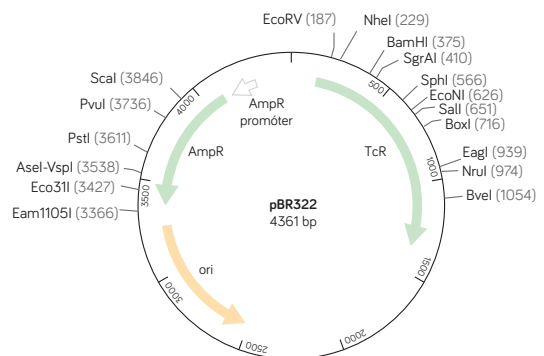 EcoRV (187)
NheI (229)
BamHI (375)
SgrAI (410)
SphI (566)
EcoNI (626)
SalI (651)
BoxI (716)
EagI (939)
NruI (974)
BveI (1054)
ScaI (3846)
PvuI (3736)
PstI (3611)
AseI-VspI (3538)
Eco31I (3427)
Eam1105I (3366)
AmpR
promóter
AmpR
TcR
ori
pBR322
4361 bp
500
1000
1500
2000
2500
3000
3500
4000